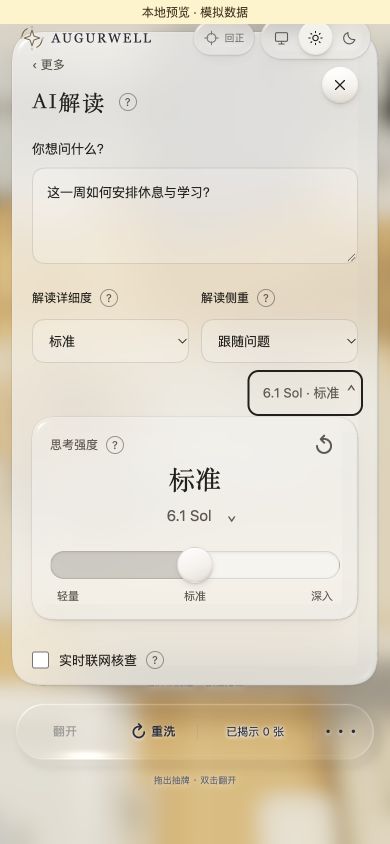 本地预览 · 模拟数据
AUGURWELL
回正
‹ 更多
AI解读 ?
你想问什么?
这一周如何安排休息与学习?
解读详细度 ?
解读侧重 ?
标准
跟随问题
6.1 Sol · 标准
思考强度 ?
标准
6.1 Sol
轻量
标准
深入
实时联网核查 ?
翻开
重洗
已揭示 0 张
拖出抽牌 · 双击翻开